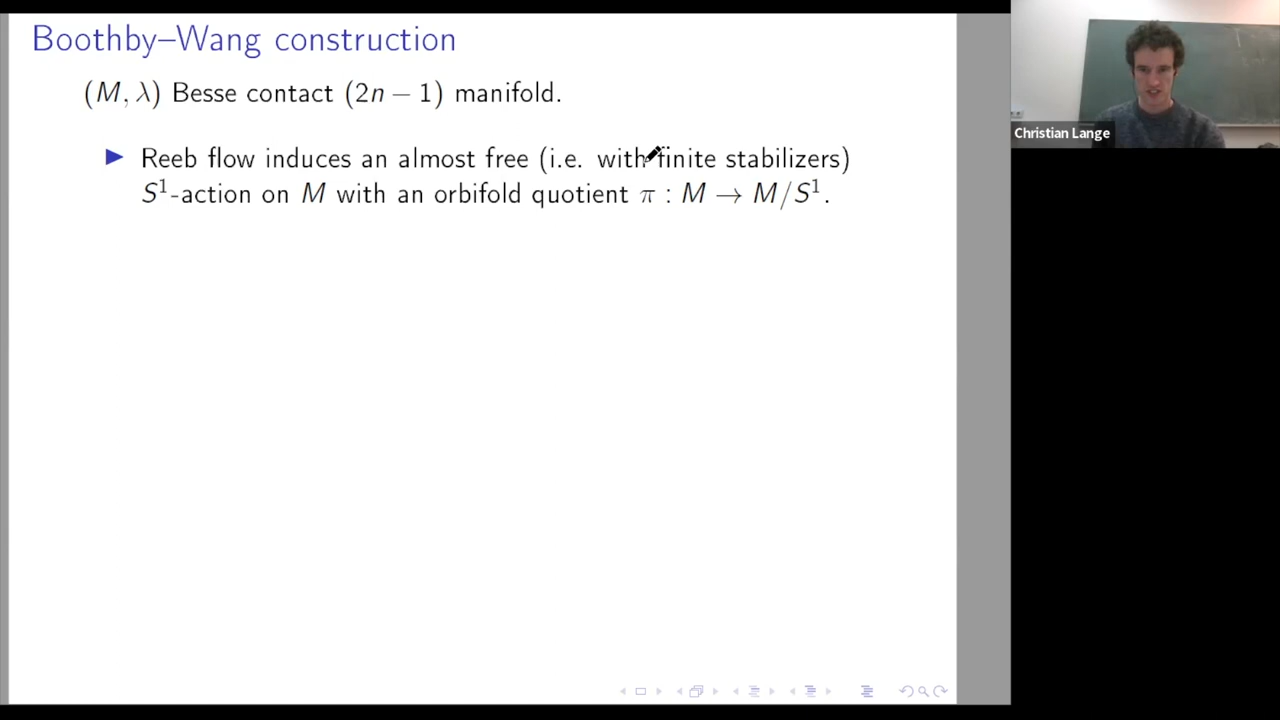 Boothby–Wang construction
(M, λ) Besse contact (2n − 1) manifold.
▶ Reeb flow induces an almost free (i.e. with finite stabilizers)
S¹-action on M with an orbifold quotient π : M → M/S¹.
Christian Lange